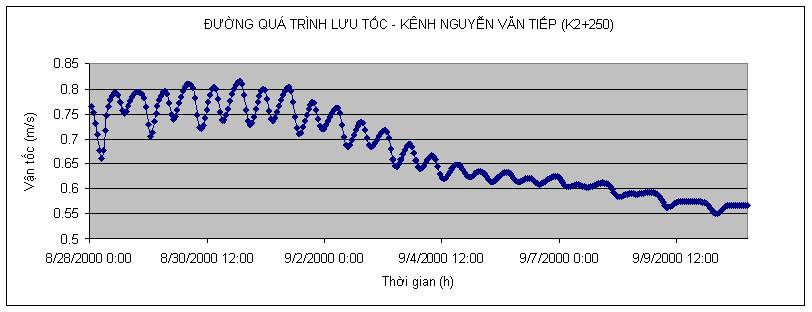 ĐƯỜNG QUÁ TRÌNH LƯU TỐC - KÊNH NGUYỄN VĂN TIẾP (K2+250)
Vận tốc (m/s)
0.85
0.8
0.75
0.7
0.65
0.6
0.55
0.5
8/28/2000 0:00 8/30/2000 12:00 9/2/2000 0:00 9/4/2000 12:00 9/7/2000 0:00 9/9/2000 12:00
Thời gian (h)